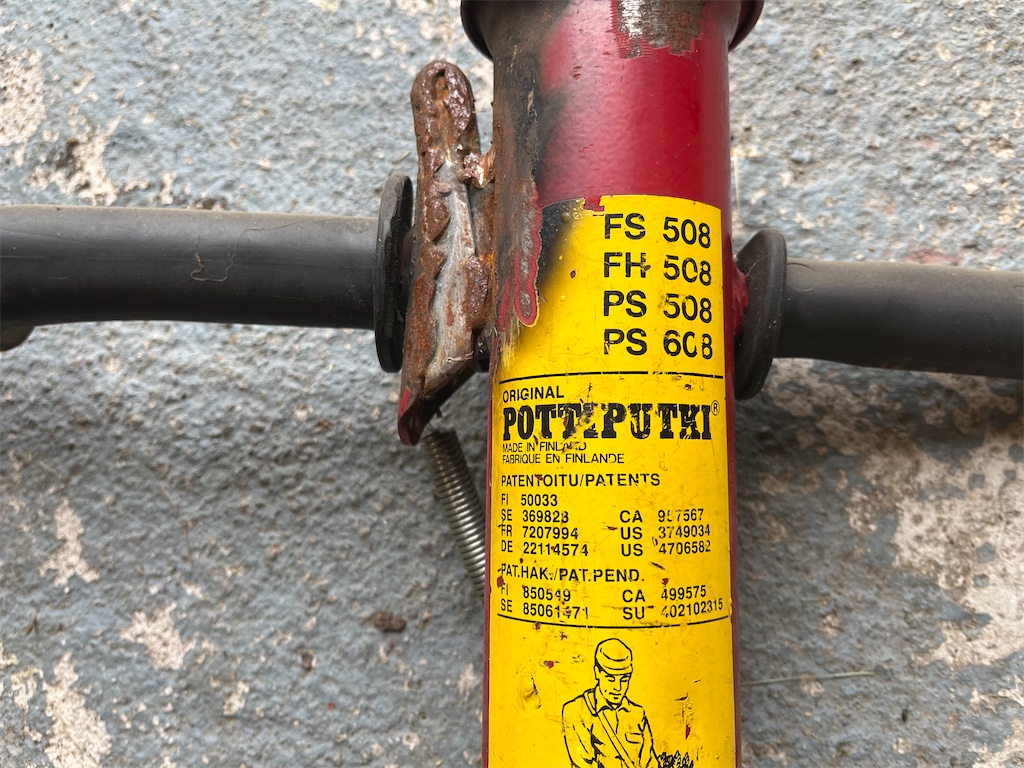 FS 508
FH 508
PS 508
PS 608
ORIGINAL
POTTIPUTKI®
MADE IN FINLAND
FABRIQUE EN FINLANDE
PATENTOITU/PATENTS
FI 50033
SE 369828 CA 957567
FR 7207994 US 3749034
DE 22114574 US 4706582
PAT.HAK./PAT.PEND.
FI 850549 CA 499575
SE 8506147-1 SU 402102315